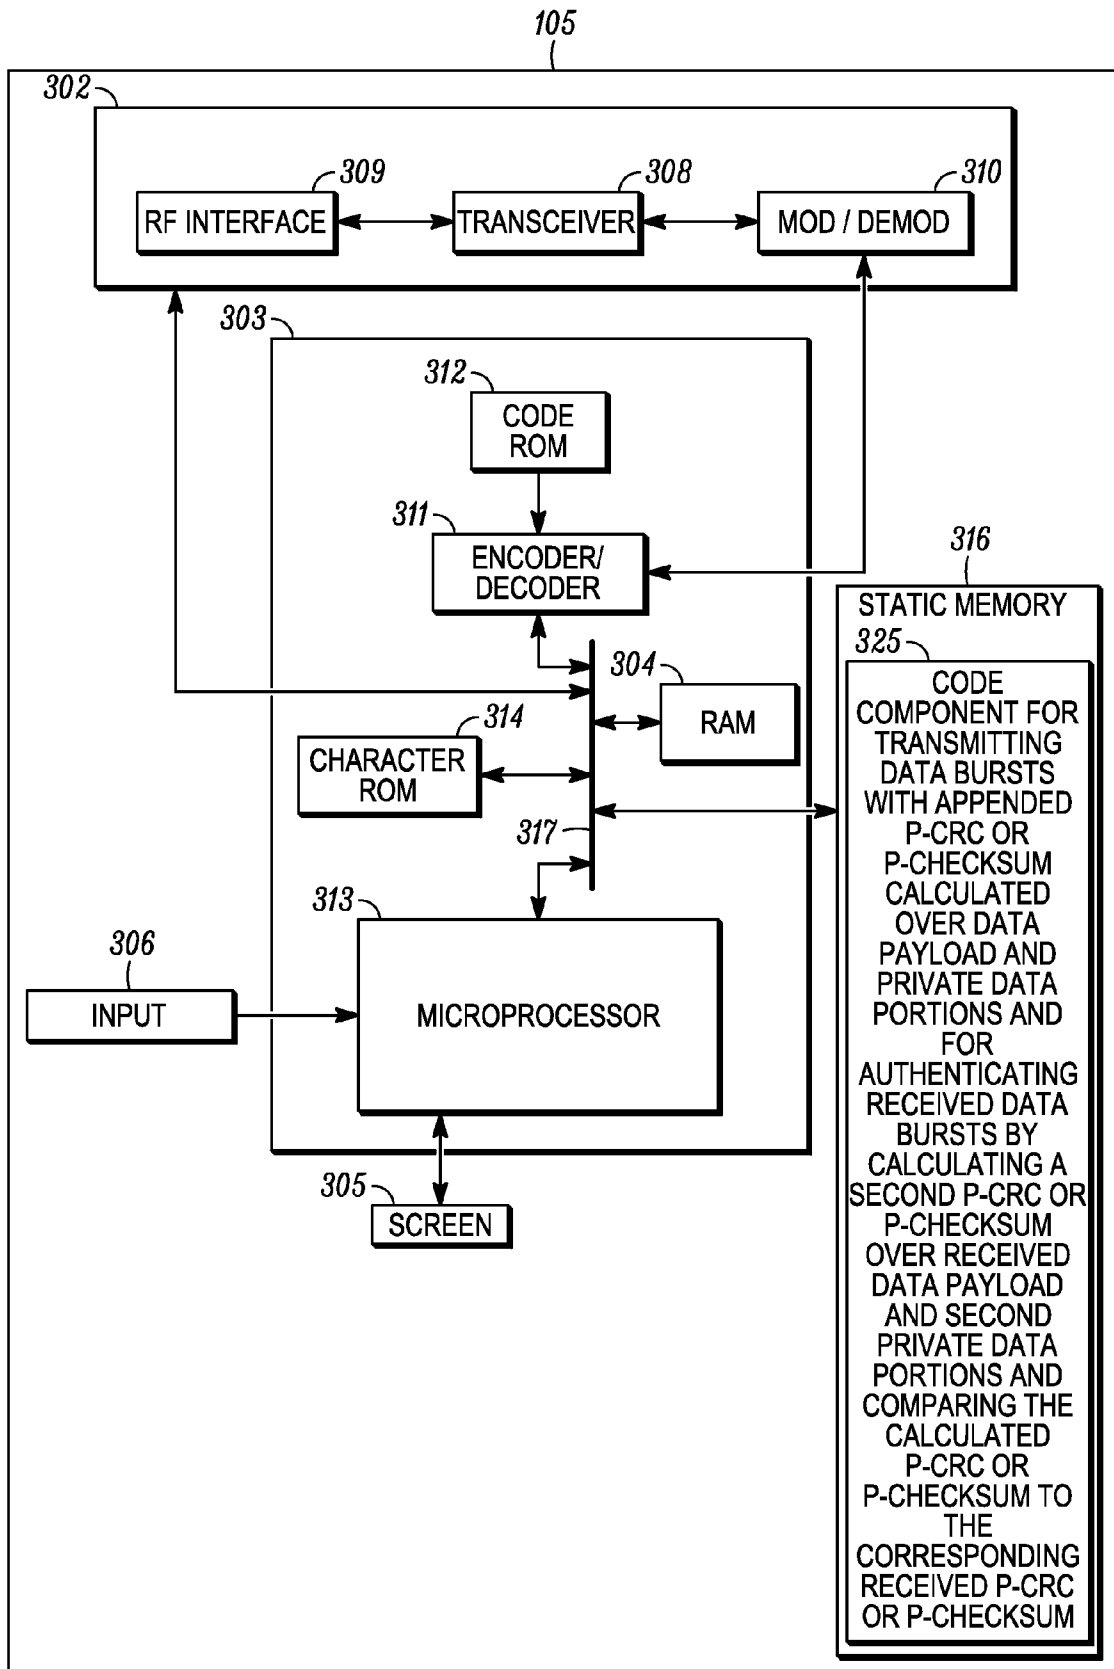 105
302
309
308
310
RF INTERFACE
TRANSCEIVER
MOD / DEMOD
303
312
CODE
ROM
311
ENCODER/
DECODER
316
STATIC MEMORY
304
RAM
314
CHARACTER
ROM
317
313
MICROPROCESSOR
306
INPUT
305
SCREEN
325
CODE
COMPONENT FOR
TRANSMITTING
DATA BURSTS
WITH APPENDED
P-CRC OR
P-CHECKSUM
CALCULATED
OVER DATA
PAYLOAD AND
PRIVATE DATA
PORTIONS AND
FOR
AUTHENTICATING
RECEIVED DATA
BURSTS BY
CALCULATING A
SECOND P-CRC OR
P-CHECKSUM
OVER RECEIVED
DATA PAYLOAD
AND SECOND
PRIVATE DATA
PORTIONS AND
COMPARING THE
CALCULATED
P-CRC OR
P-CHECKSUM TO
THE
CORRESPONDING
RECEIVED P-CRC
OR P-CHECKSUM